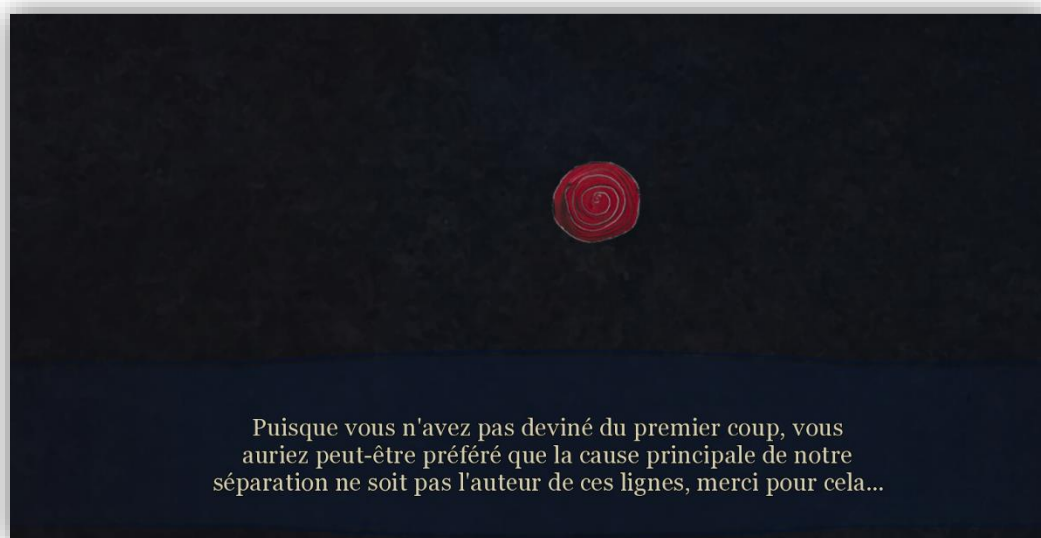 Puisque vous n'avez pas deviné du premier coup, vous
auriez peut-être préféré que la cause principale de notre
séparation ne soit pas l'auteur de ces lignes, merci pour cela...